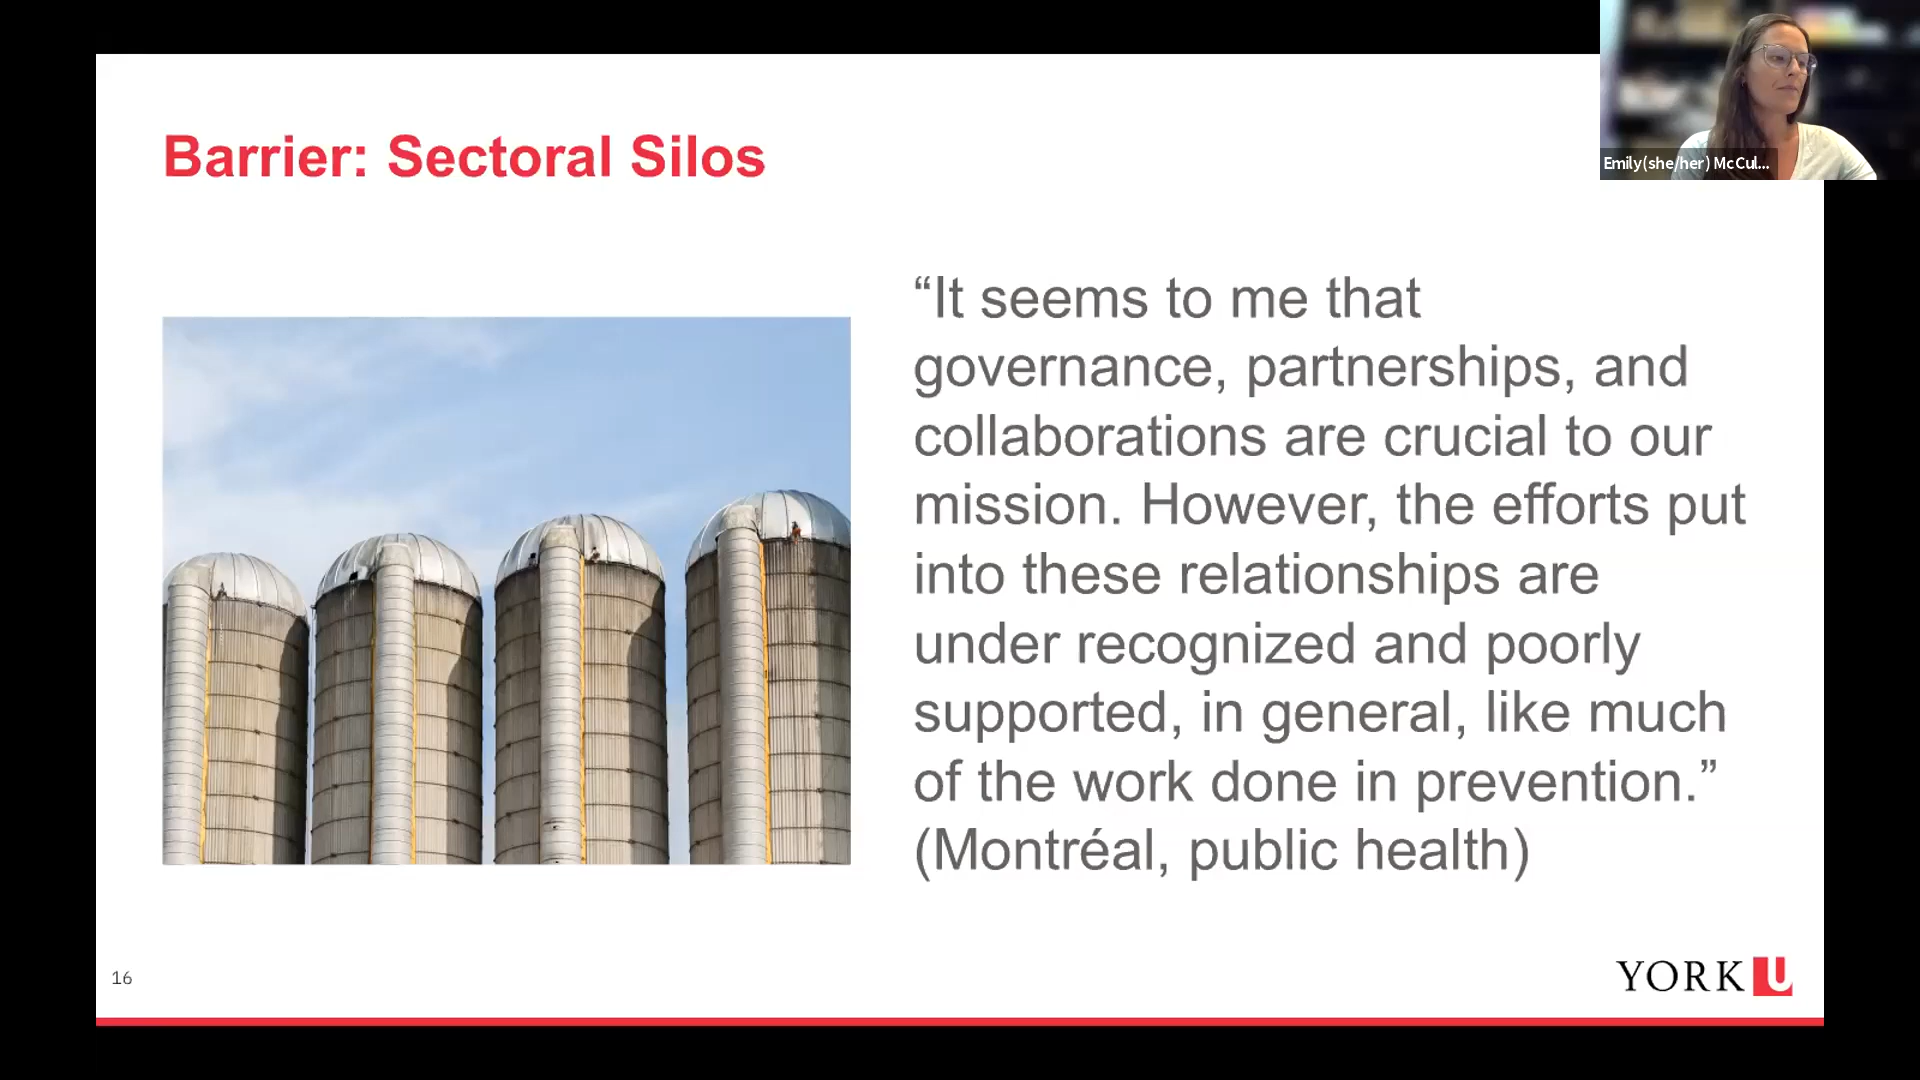 Emily(she/her) McCul...
Barrier: Sectoral Silos
“It seems to me that
governance, partnerships, and
collaborations are crucial to our
mission. However, the efforts put
into these relationships are
under recognized and poorly
supported, in general, like much
of the work done in prevention.”
(Montréal, public health)
16
YORK U